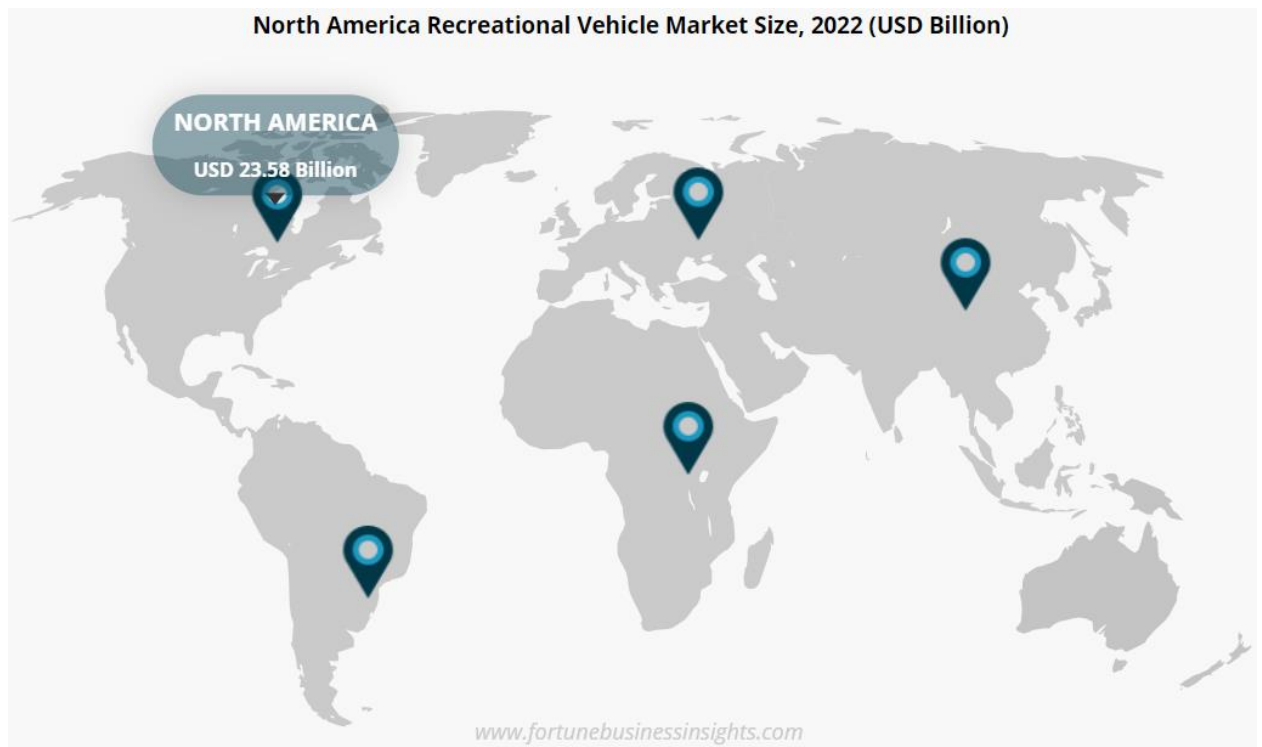 North America Recreational Vehicle Market Size, 2022 (USD Billion)
NORTH AMERICA
USD 23.58 Billion
www.fortunebusinessinsights.com